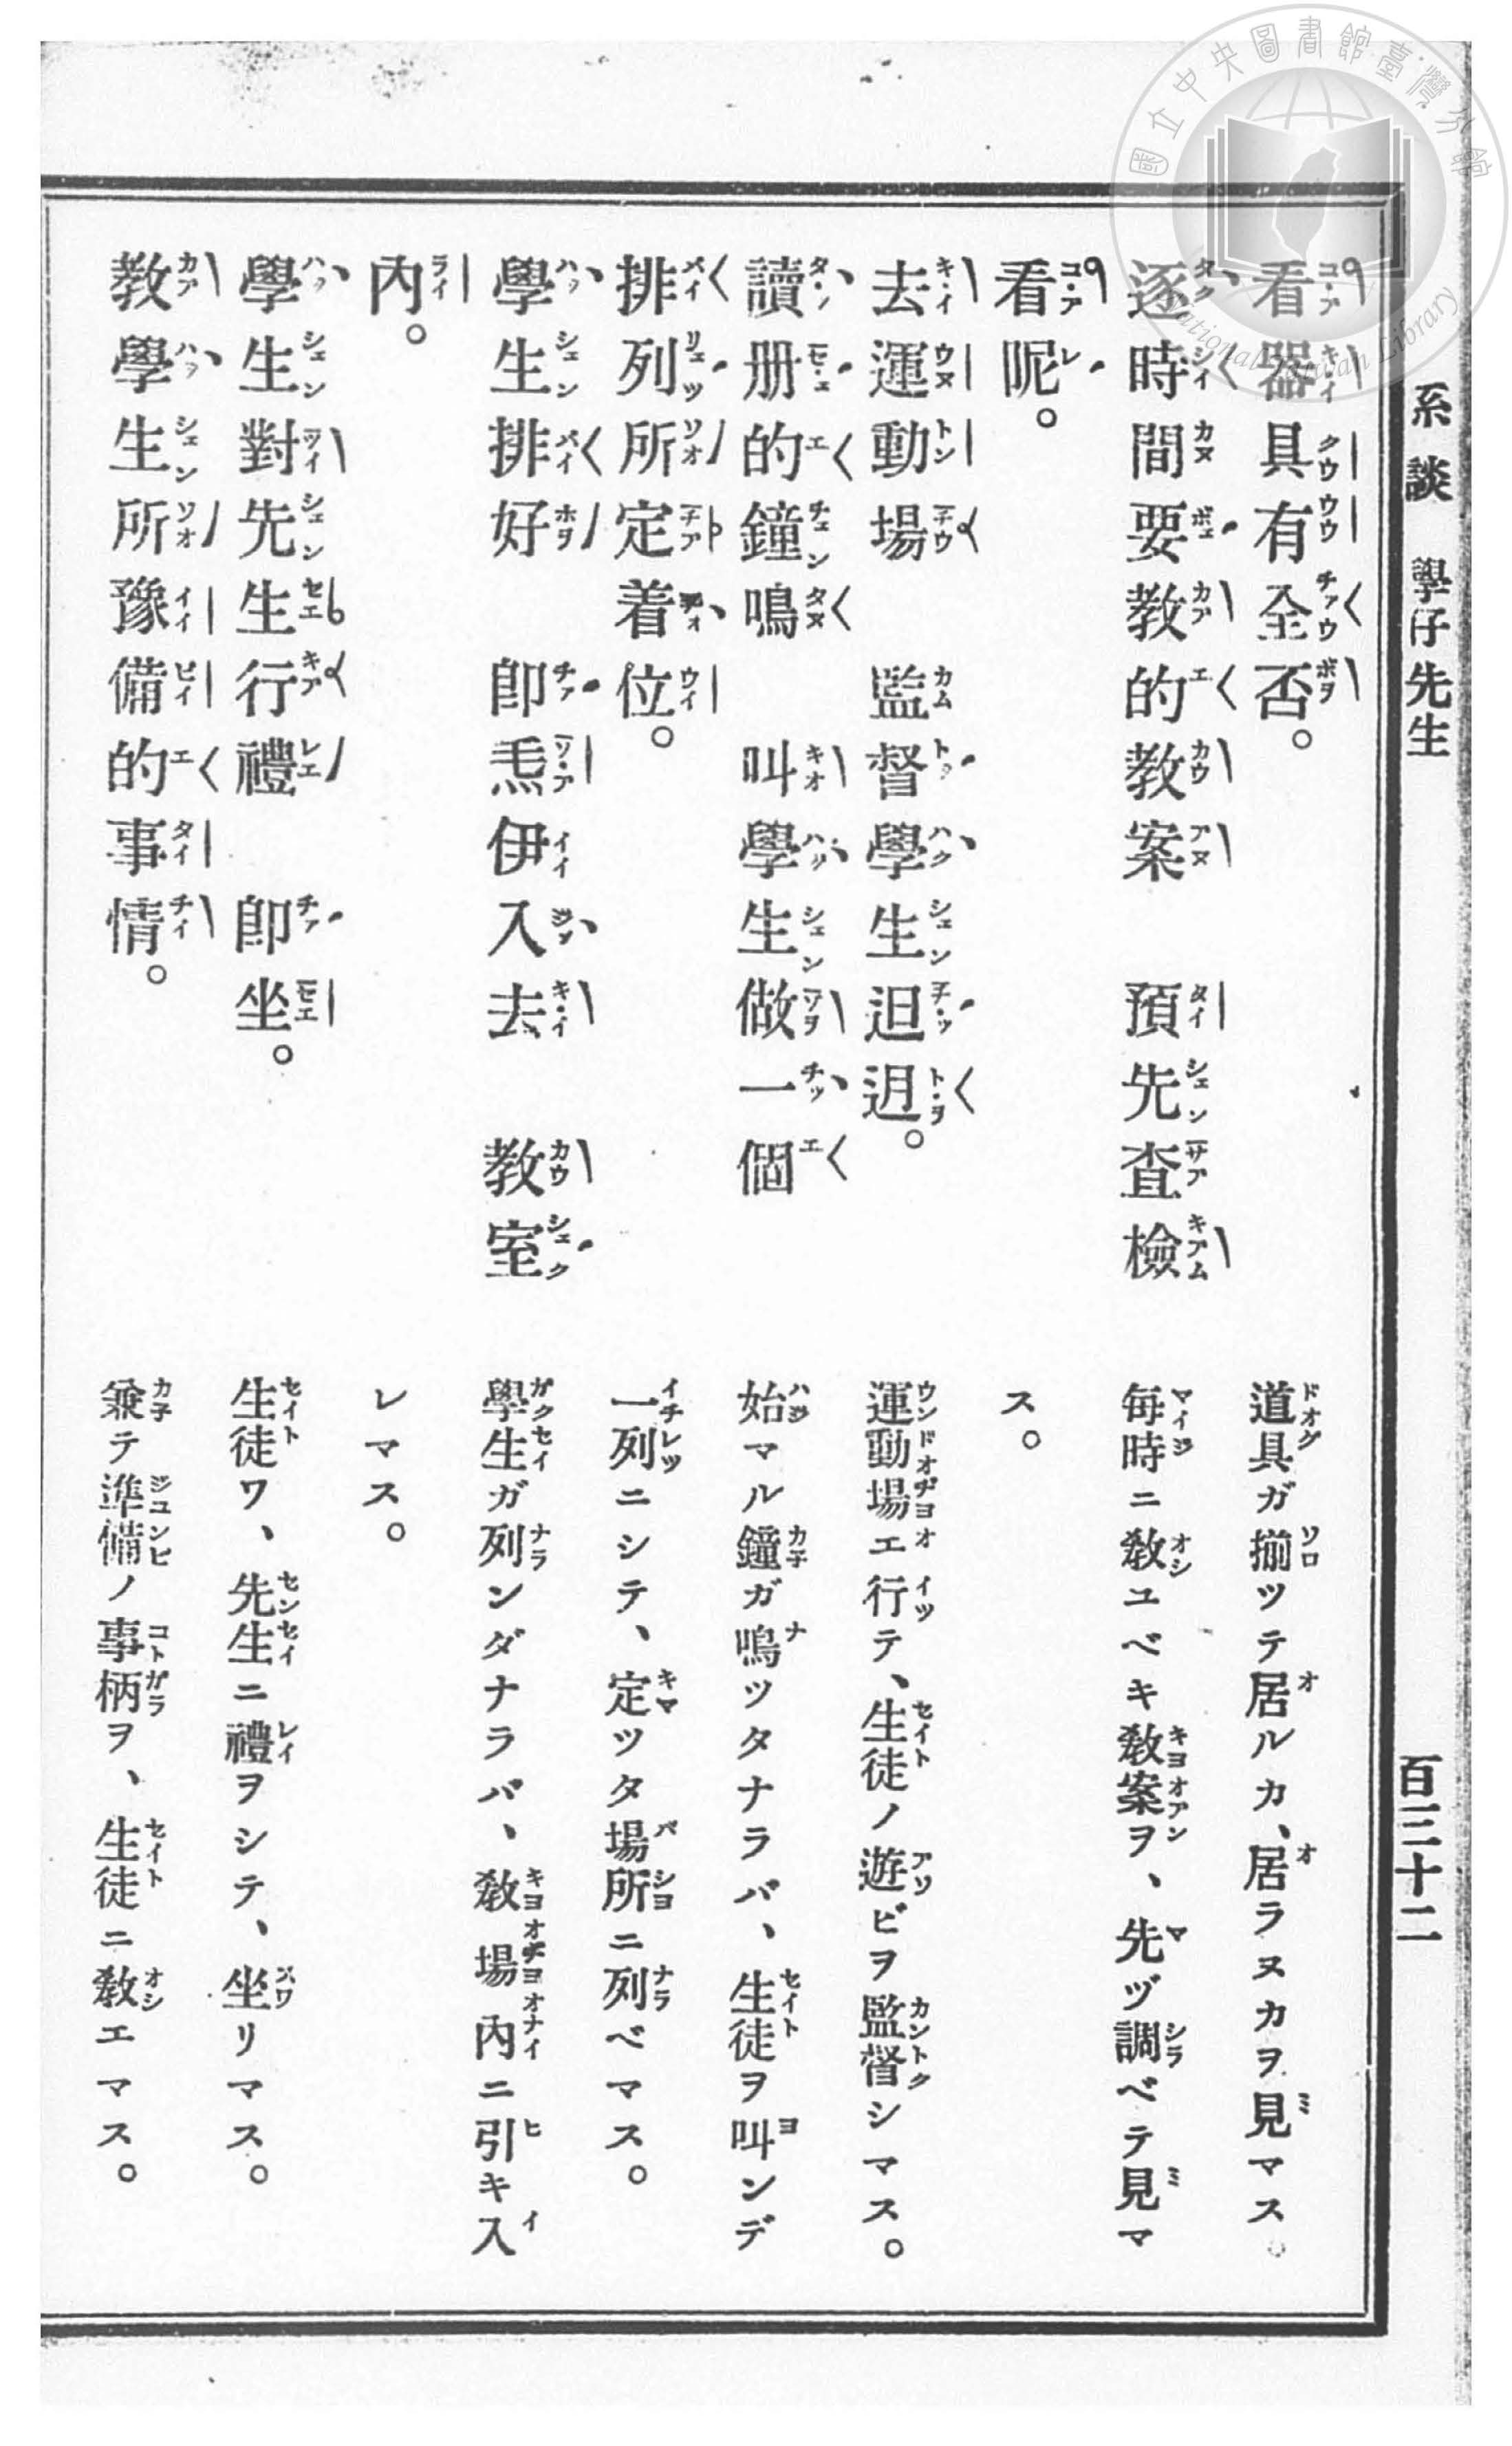 國立中央圖書館臺灣分館
National Taiwan Library
系談　學仔先生
百三十二
看器具有全否。
道具ガ揃ツテ居ルカ、居ラヌカヲ見マス。
逐時間要教的教案　預先査檢
毎時ニ教ユベキ教案ヲ、先ヅ調ベテ見マ
看呢。
ス。
去運動場　監督學生𨑨迌。
運動場エ行テ、生徒ノ遊ビヲ監督シマス。
讀册的鐘鳴　叫學生做一個
始マル鐘ガ鳴ツタナラバ、生徒ヲ叫ンデ
排列所定着位。
一列ニシテ、定ツタ場所ニ列ベマス。
學生排好　即𤆬伊入去　教室
學生ガ列ンダナラバ、教場內ニ引キ入
內。
レマス。
學生對先生行禮　即坐。
生徒ワ、先生ニ禮ヲシテ、坐リマス。
教學生所豫備的事情。
兼テ準備ノ事柄ヲ、生徒ニ教エマス。